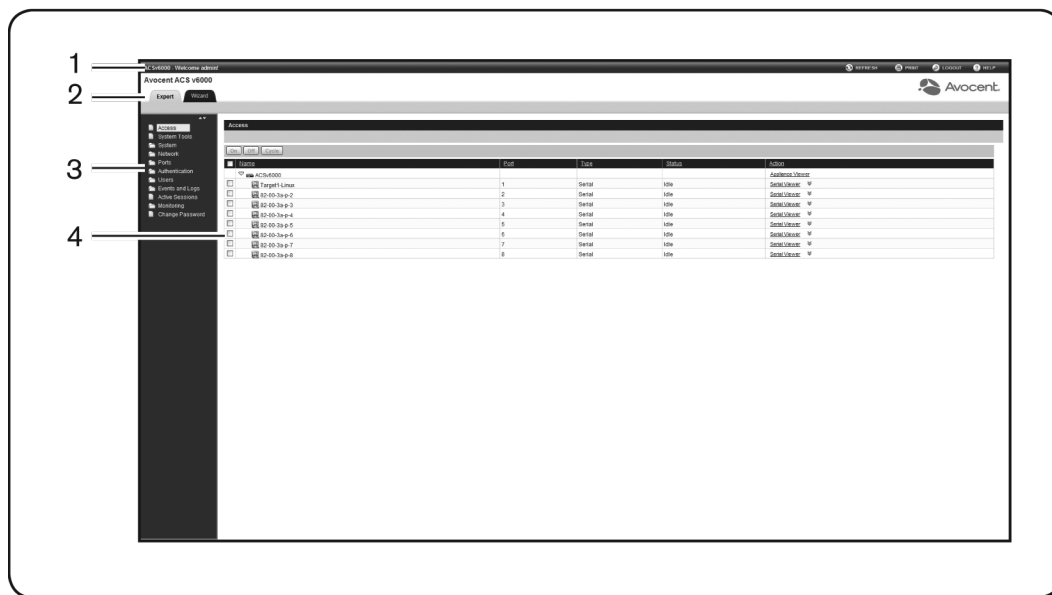 1
ACSv6000 . Welcome admin!
REFRESH PRINT LOGOUT HELP
Avocent ACS v6000
Avocent.
2
Expert Wizard
3
Access
System Tools
System
Network
Ports
Authentication
Users
Events and Logs
Active Sessions
Monitoring
Change Password
4
Access
On Off Cycle
Name Port Type Status Action
ACSv6000 Appliance Viewer
Target1-Linux 1 Serial Idle Serial Viewer
82-00-3a-p-2 2 Serial Idle Serial Viewer
82-00-3a-p-3 3 Serial Idle Serial Viewer
82-00-3a-p-4 4 Serial Idle Serial Viewer
82-00-3a-p-5 5 Serial Idle Serial Viewer
82-00-3a-p-6 6 Serial Idle Serial Viewer
82-00-3a-p-7 7 Serial Idle Serial Viewer
82-00-3a-p-8 8 Serial Idle Serial Viewer